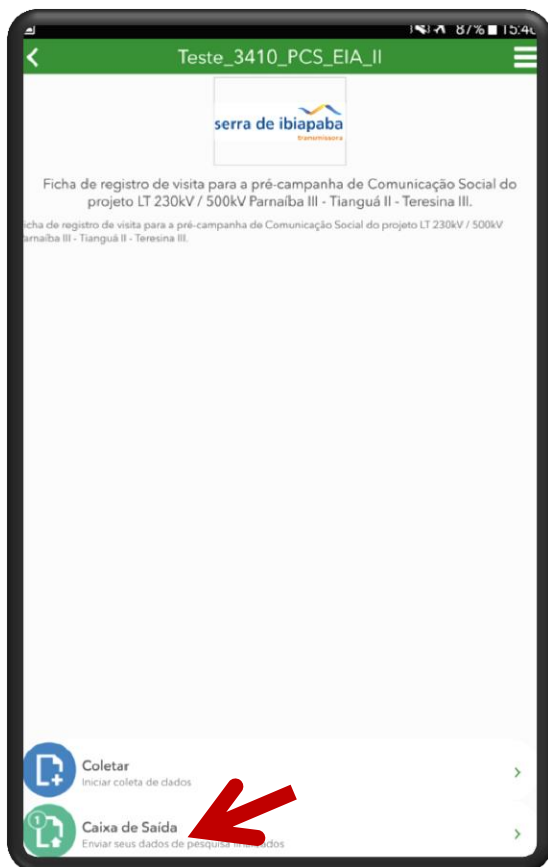 87% 15:40
Teste_3410_PCS_EIA_II
serra de ibiapaba
transmissora
Ficha de registro de visita para a pré-campanha de Comunicação Social do
projeto LT 230kV / 500kV Parnaíba III - Tianguá II - Teresina III.
icha de registro de visita para a pré-campanha de Comunicação Social do projeto LT 230kV / 500kV
arnaíba III - Tianguá II - Teresina III.
Coletar
Iniciar coleta de dados
1
Caixa de Saída
Enviar seus dados de pesquisa